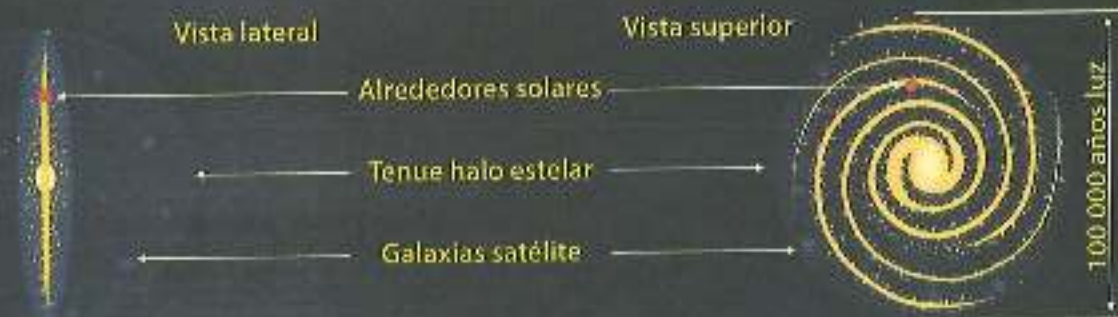 Vista lateral
Vista superior
Alrededores solares
Tenue halo estelar
Galaxias satélite
100 000 años luz